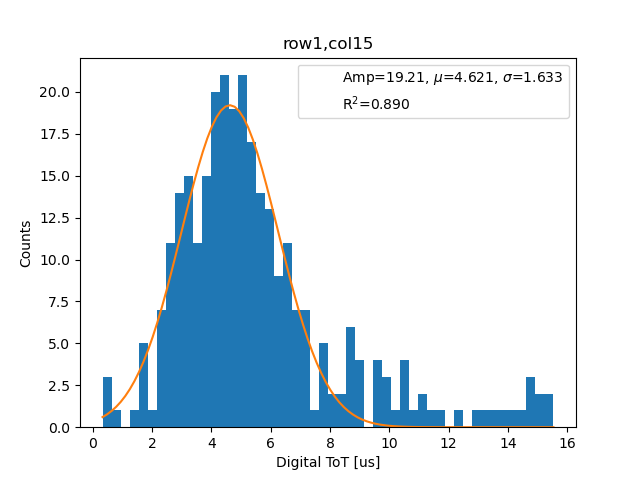 row1,col15
Amp=19.21, μ=4.621, σ=1.633
R²=0.890
20.0
17.5
15.0
12.5
10.0
7.5
5.0
2.5
0.0
Counts
0 2 4 6 8 10 12 14 16
Digital ToT [us]